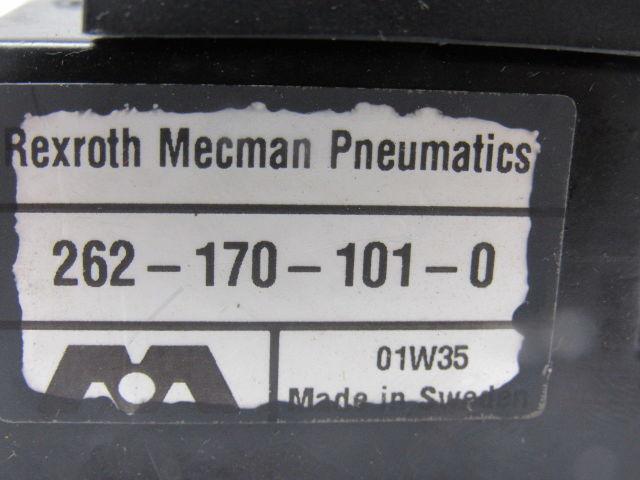 Rexroth Mecman Pneumatics
262-170-101-0
01W35
Made in Sweden